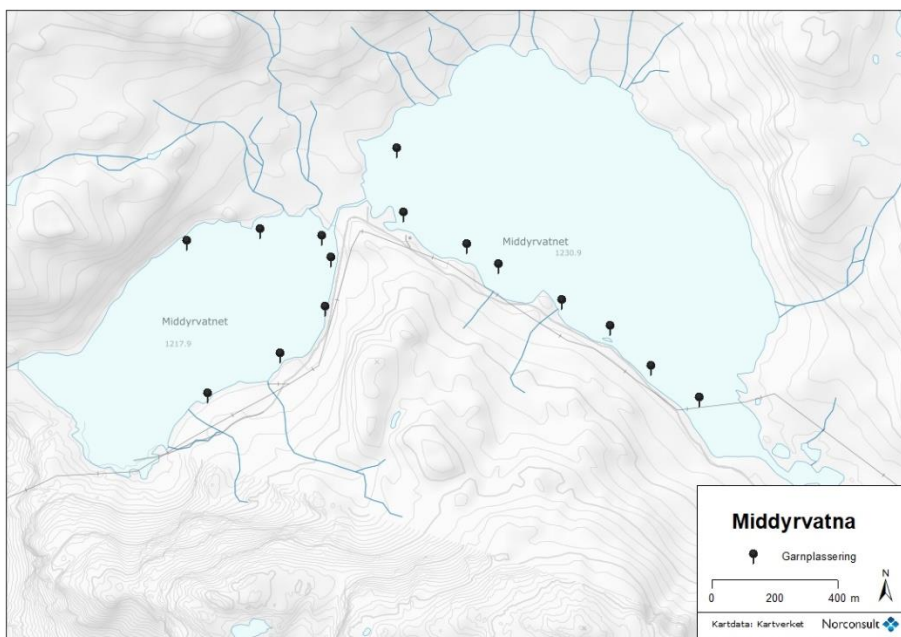 Middyrvatnet
1230.9
Middyrvatnet
1217.9
Middyrvatna
Garnplassering
N
0 200 400 m
Kartdata: Kartverket Norconsult